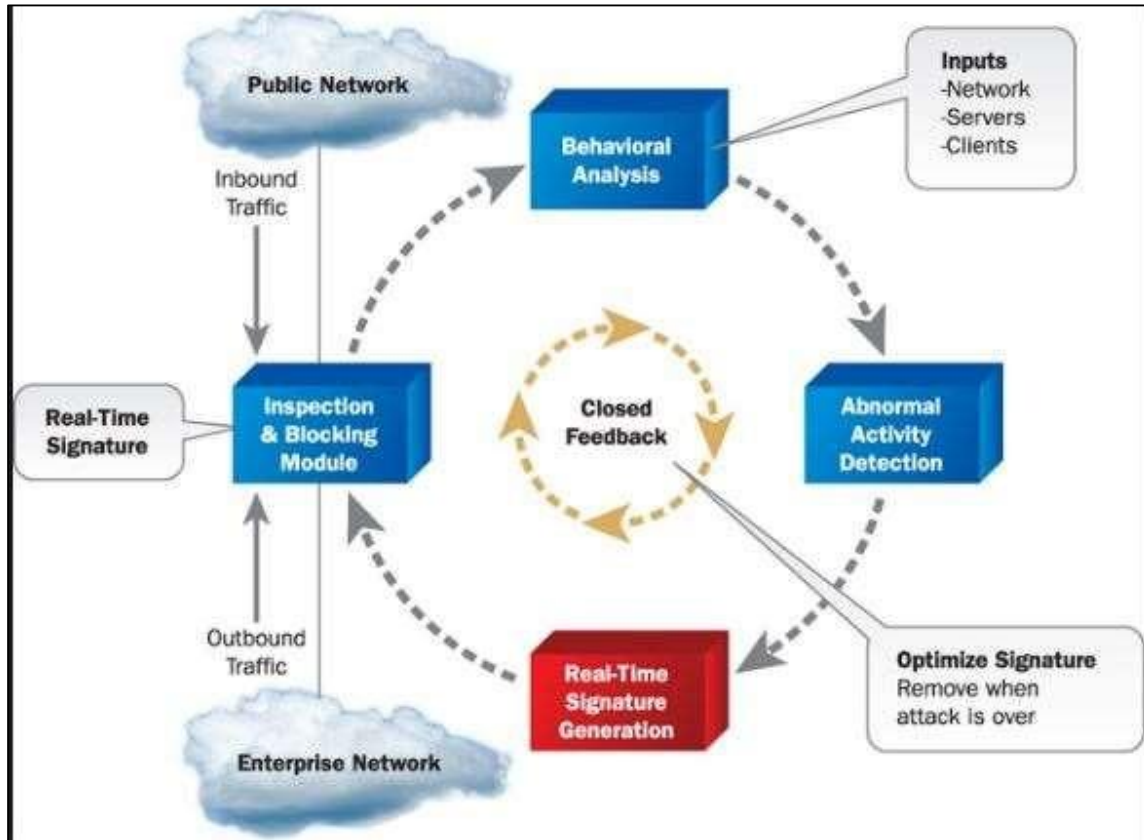 Public Network
Inputs
-Network
-Servers
-Clients
Behavioral
Analysis
Inbound
Traffic
Real-Time
Signature
Inspection
& Blocking
Module
Closed
Feedback
Abnormal
Activity
Detection
Outbound
Traffic
Real-Time
Signature
Generation
Optimize Signature
Remove when
attack is over
Enterprise Network